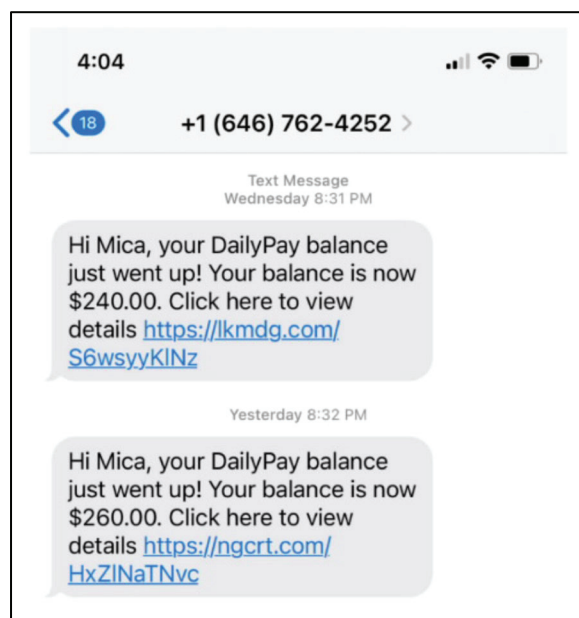 4:04
18
+1 (646) 762-4252 >
Text Message
Wednesday 8:31 PM
Hi Mica, your DailyPay balance
just went up! Your balance is now
$240.00. Click here to view
details https://lkmdg.com/
S6wsyyKlNz
Yesterday 8:32 PM
Hi Mica, your DailyPay balance
just went up! Your balance is now
$260.00. Click here to view
details https://ngcrt.com/
HxZlNaTNvc